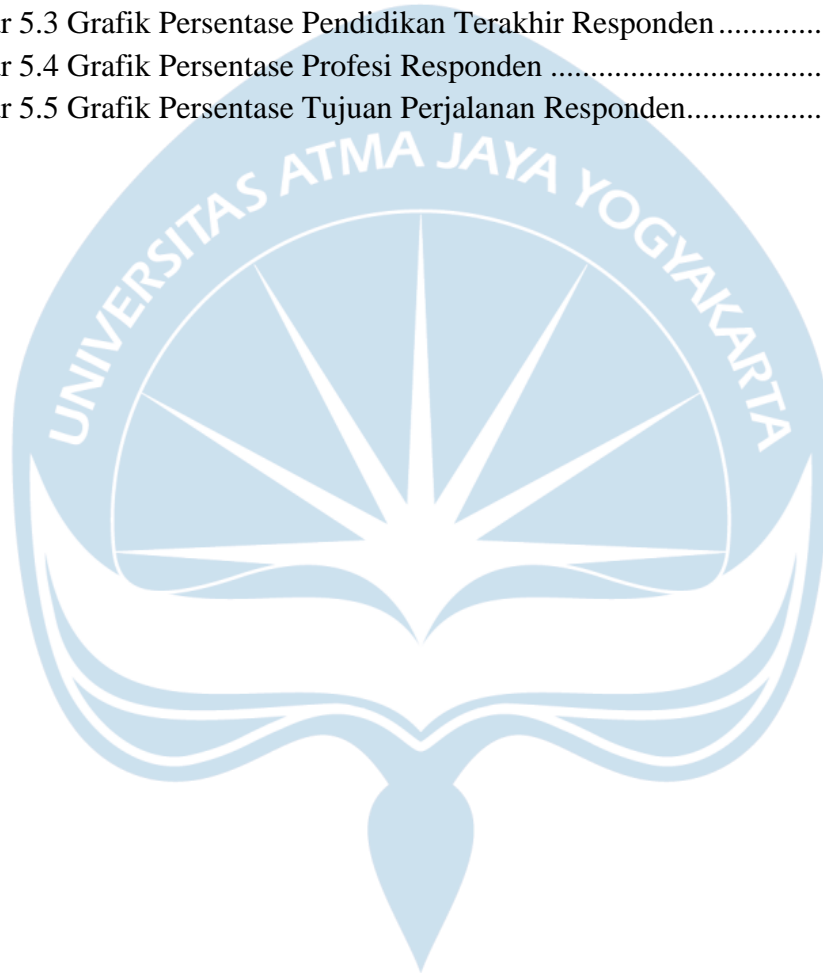 r 5.3 Grafik Persentase Pendidikan Terakhir Responden .............
r 5.4 Grafik Persentase Profesi Responden ..................................
r 5.5 Grafik Persentase Tujuan Perjalanan Responden.................
UNIVERSITAS ATMA JAYA YOGYAKARTA